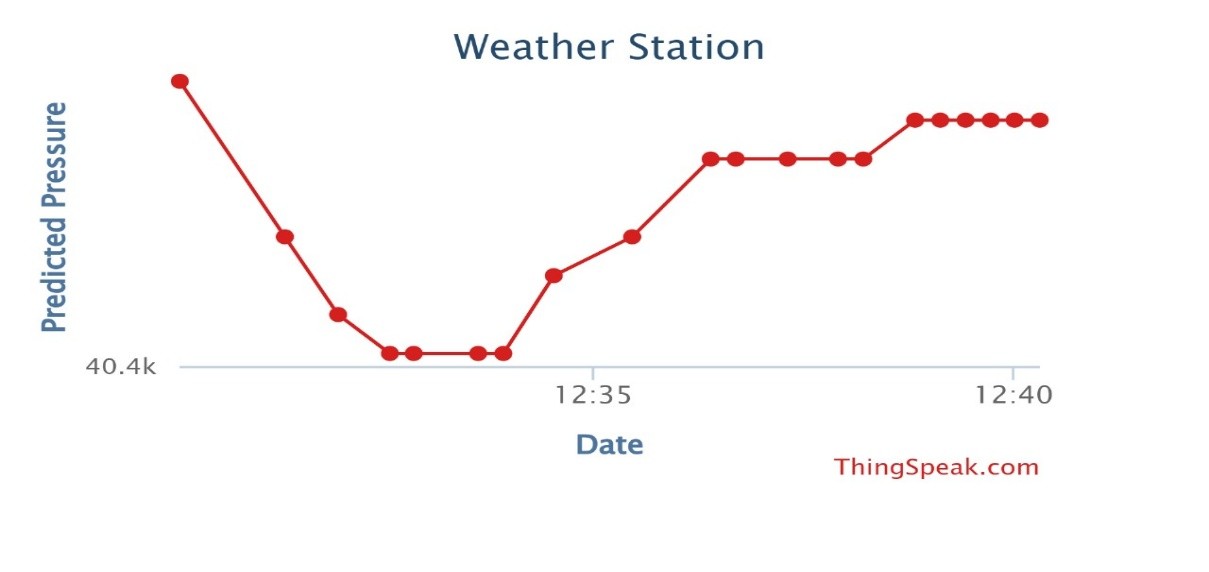 Weather Station
Predicted Pressure
40.4k
12:35
12:40
Date
ThingSpeak.com